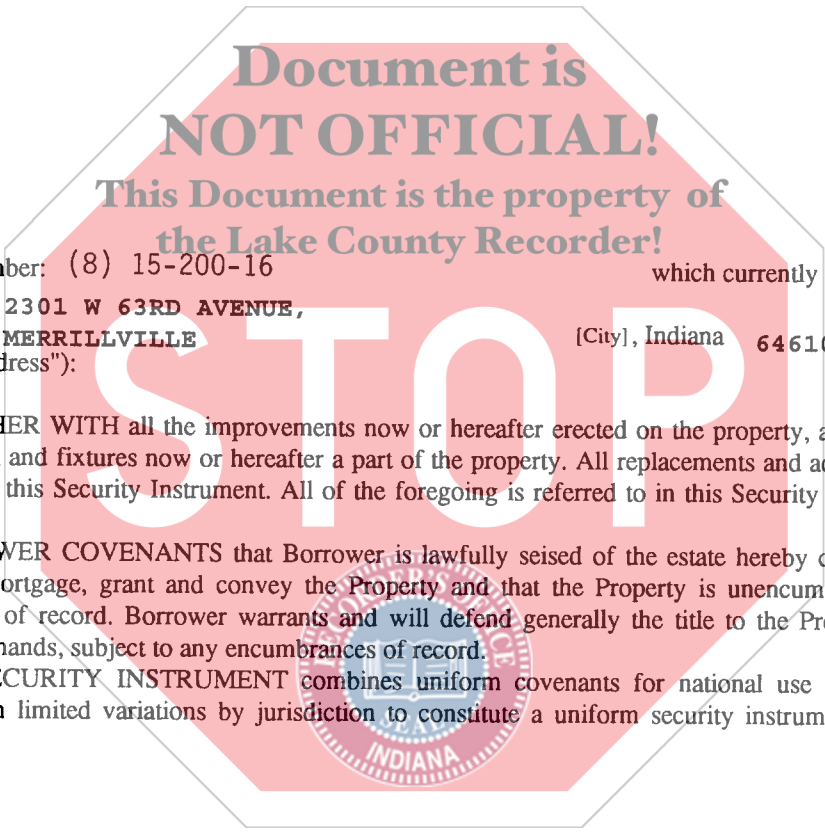 Document is
NOT OFFICIAL!
This Document is the property of
the Lake County Recorder!
ber: (8) 15-200-16 which currently
2301 W 63RD AVENUE,
MERRILLVILLE [City], Indiana 64610
dress"):
HER WITH all the improvements now or hereafter erected on the property, a
and fixtures now or hereafter a part of the property. All replacements and ad
this Security Instrument. All of the foregoing is referred to in this Security
STOP
WER COVENANTS that Borrower is lawfully seised of the estate hereby c
ortgage, grant and convey the Property and that the Property is unencum
of record. Borrower warrants and will defend generally the title to the Pro
nands, subject to any encumbrances of record.
ECURITY INSTRUMENT combines uniform covenants for national use
limited variations by jurisdiction to constitute a uniform security instrum
RECORDER'S OFFICE
SEAL
INDIANA